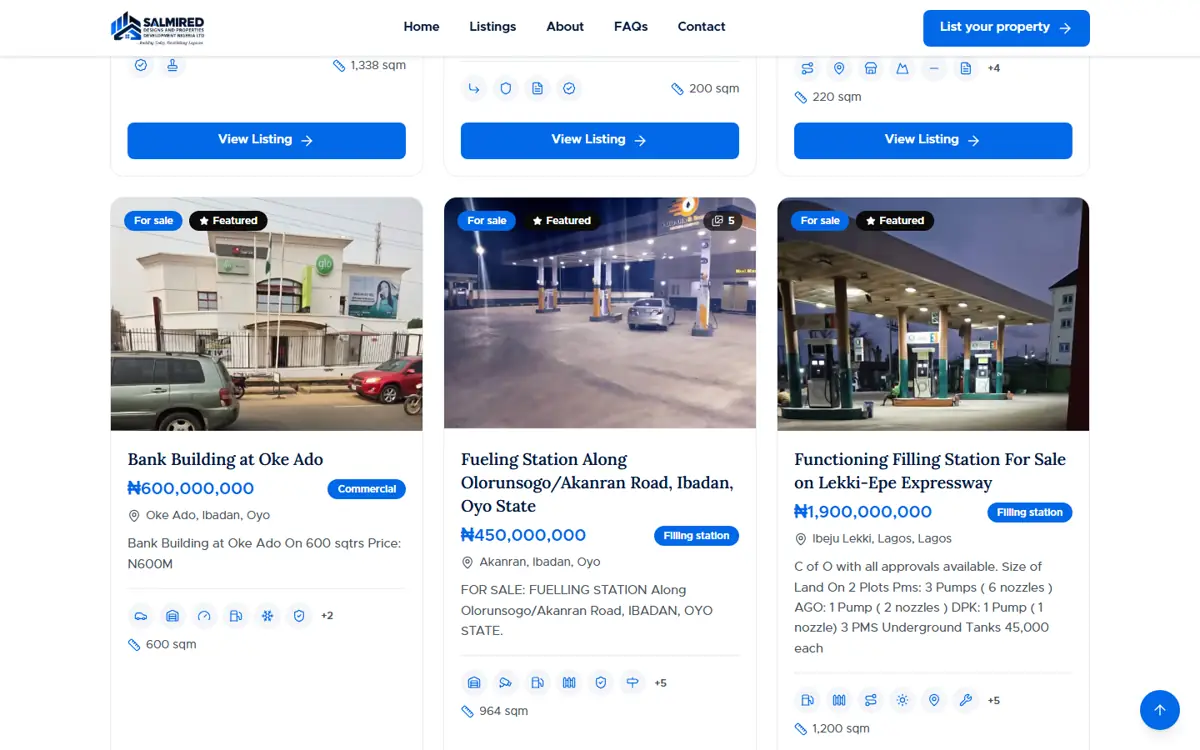 SALMIRED
DESIGNS AND PROPERTIES
DEVELOPMENT NIGERIA LTD
Home
Listings
About
FAQs
Contact
List your property
1,338 sqm
200 sqm
+4
220 sqm
View Listing
View Listing
View Listing
For sale
Featured
glo
For sale
Featured
5
For sale
Featured
Bank Building at Oke Ado
₦600,000,000
Commercial
Oke Ado, Ibadan, Oyo
Bank Building at Oke Ado On 600 sqtrs Price:
N600M
+2
600 sqm
Fueling Station Along
Olorunsogo/Akanran Road, Ibadan,
Oyo State
₦450,000,000
Filling station
Akanran, Ibadan, Oyo
FOR SALE: FUELLING STATION Along
Olorunsogo/Akanran Road, IBADAN, OYO
STATE.
+5
964 sqm
Functioning Filling Station For Sale
on Lekki-Epe Expressway
₦1,900,000,000
Filling station
Ibeju Lekki, Lagos, Lagos
C of O with all approvals available. Size of
Land On 2 Plots Pms: 3 Pumps ( 6 nozzles )
AGO: 1 Pump ( 2 nozzles ) DPK: 1 Pump ( 1
nozzle) 3 PMS Underground Tanks 45,000
each
+5
1,200 sqm